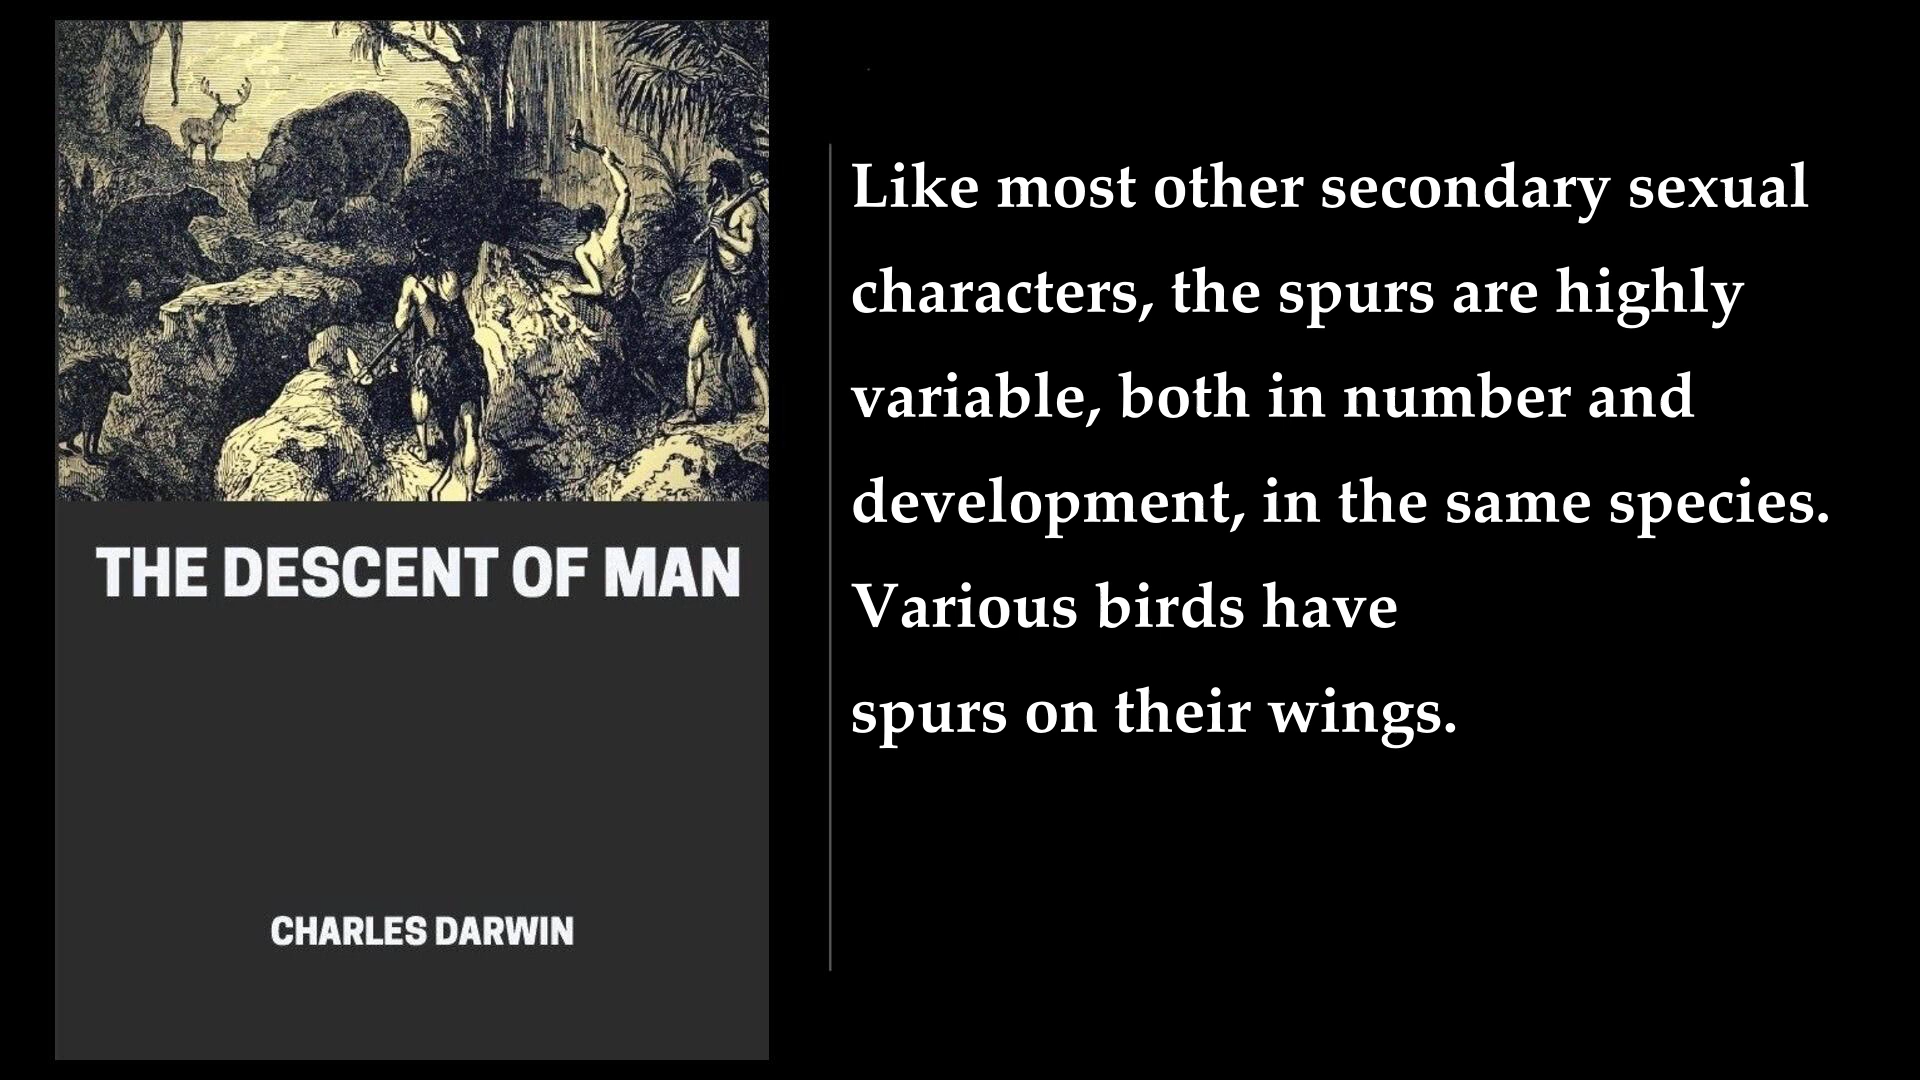 THE DESCENT OF MAN
CHARLES DARWIN
Like most other secondary sexual
characters, the spurs are highly
variable, both in number and
development, in the same species.
Various birds have
spurs on their wings.